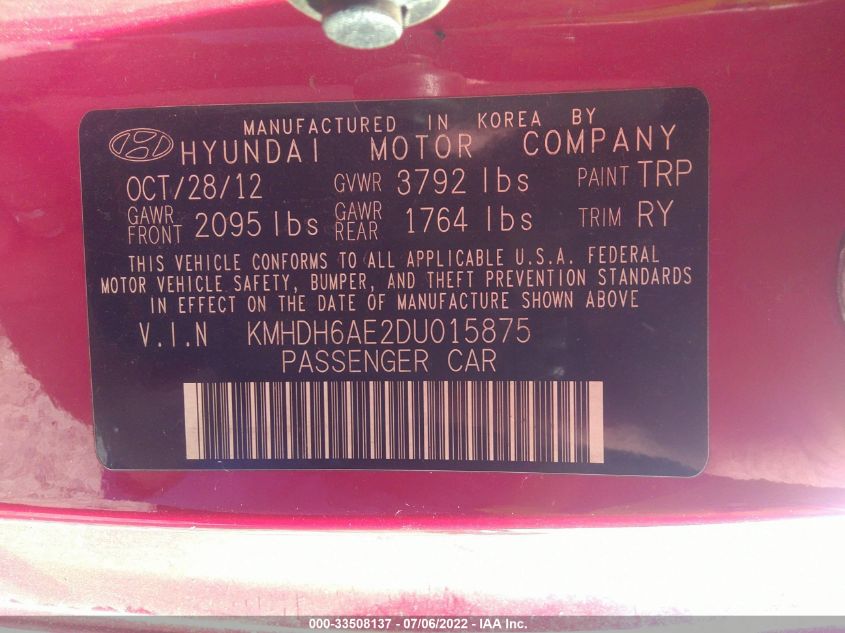 MANUFACTURED IN KOREA BY
HYUNDAI MOTOR COMPANY
OCT/28/12 GVWR 3792 lbs PAINT TRP
GAWR FRONT 2095 lbs GAWR REAR 1764 lbs TRIM RY
THIS VEHICLE CONFORMS TO ALL APPLICABLE U.S.A. FEDERAL
MOTOR VEHICLE SAFETY, BUMPER, AND THEFT PREVENTION STANDARDS
IN EFFECT ON THE DATE OF MANUFACTURE SHOWN ABOVE
V.I.N KMHDH6AE2DU015875
PASSENGER CAR
000-33508137 - 07/06/2022 - IAA Inc.